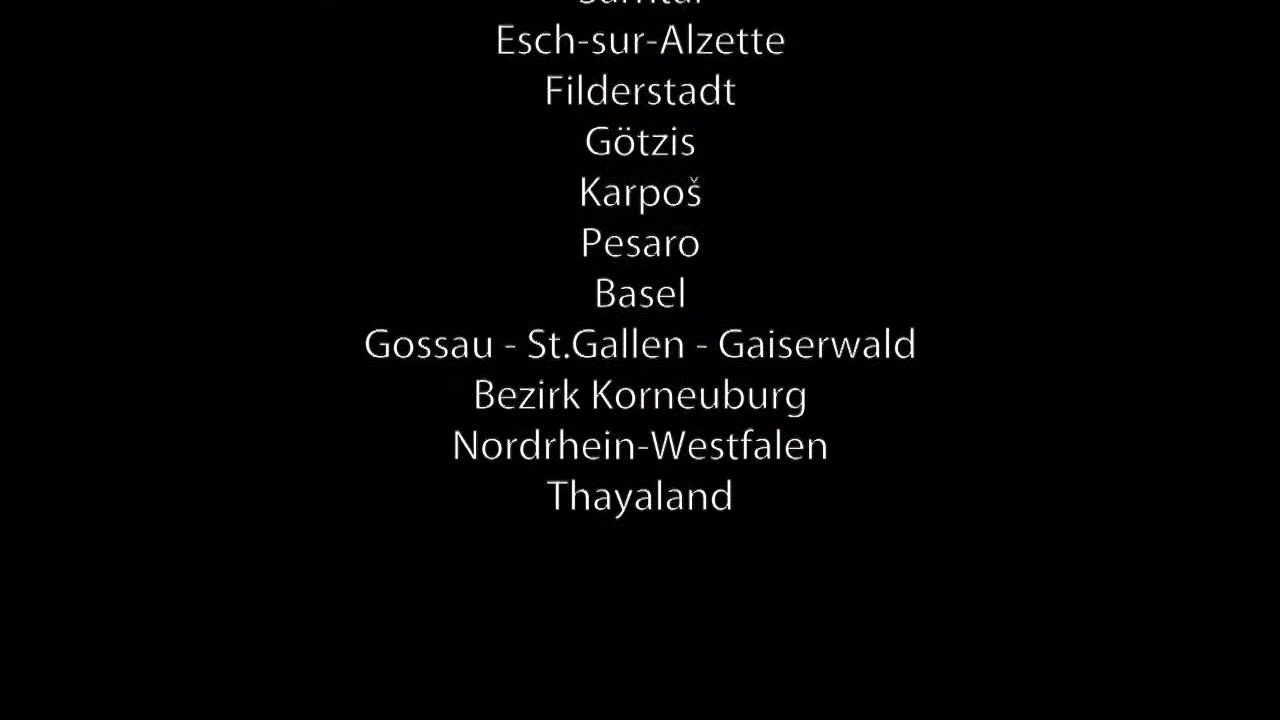 Esch-sur-Alzette
Filderstadt
Götzis
Karpoš
Pesaro
Basel
Gossau - St.Gallen - Gaiserwald
Bezirk Korneuburg
Nordrhein-Westfalen
Thayaland